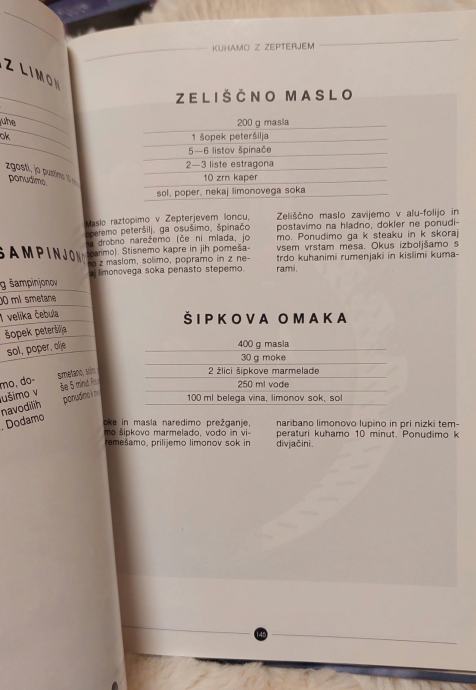 IZ LIMON
uhe
ok
zgosti, jo pustimo
ponudimo.
ŠAMPINJON
g šampinjonov
00 ml smetane
1 velika čebula
šopek peteršilja
sol, poper, olje
mo, do-
dušimo v
navodilih
. Dodamo
smetano,
še 5 minut.
ponudimo
KUHAMO Z ZEPTERJEM
ZELIŠČNO MASLO
200 g masla
1 šopek peteršilja
5—6 listov špinače
2—3 liste estragona
10 zrn kaper
sol, poper, nekaj limonovega soka
Maslo raztopimo v Zepterjevem loncu,
operemo peteršilj, ga osušimo, špinačo
na drobno narežemo (če ni mlada, jo
oparimo). Stisnemo kapre in jih pomeša-
mo z maslom, solimo, popramo in z ne-
kaj limonovega soka penasto stepemo.
Zeliščno maslo zavijemo v alu-folijo in
postavimo na hladno, dokler ne ponudi-
mo. Ponudimo ga k steaku in k skoraj
vsem vrstam mesa. Okus izboljšamo s
trdo kuhanimi rumenjaki in kislimi kuma-
rami.
ŠIPKOVA OMAKA
400 g masla
30 g moke
2 žlici šipkove marmelade
250 ml vode
100 ml belega vina, limonov sok, sol
oke in masla naredimo prežganje,
mo šipkovo marmelado, vodo in vi-
remešamo, prilijemo limonov sok in
naribano limonovo lupino in pri nizki tem-
peraturi kuhamo 10 minut. Ponudimo k
divjačini.
145